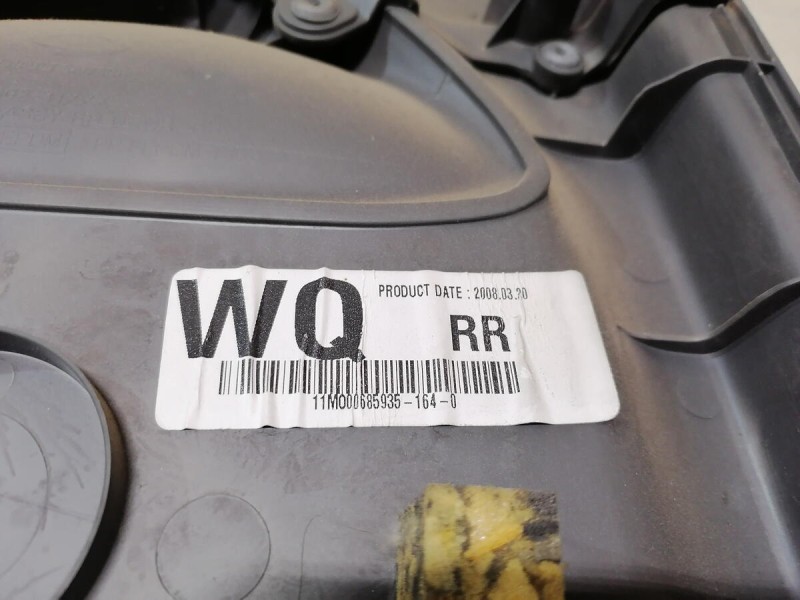 WQ PRODUCT DATE : 2008.03.20
RR
11M000685935-164-0